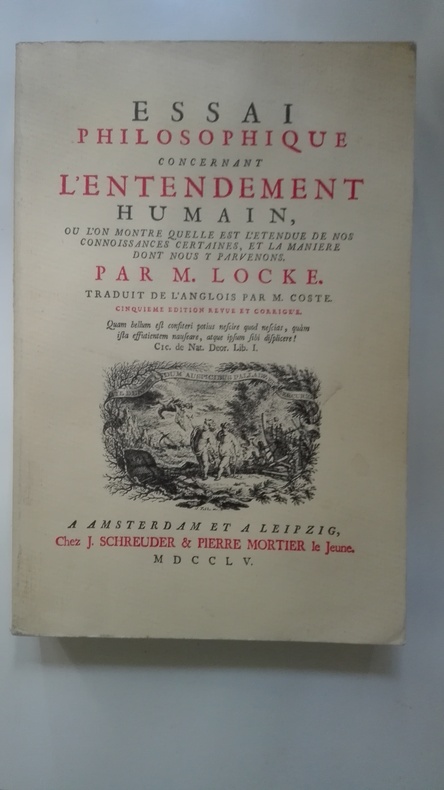 ESSAI
PHILOSOPHIQUE
CONCERNANT
L'ENTENDEMENT
HUMAIN,
OU L'ON MONTRE QUELLE EST L'ETENDUE DE NOS
CONNOISSANCES CERTAINES, ET LA MANIERE
DONT NOUS Y PARVENONS.
PAR M. LOCKE.
TRADUIT DE L'ANGLOIS PAR M. COSTE.
CINQUIEME EDITION REVUE ET CORRIGÉE.
Quam bellum eſt confiteri potius neſcire quod neſcias, quàm
iſta effutientem nauſeare, atque ipſum ſibi diſplicere!
Cic. de Nat. Deor. Lib. I.
AUSPICIBUS
A AMSTERDAM ET A LEIPZIG,
Chez J. SCHREUDER & PIERRE MORTIER le Jeune.
MDCCLV.